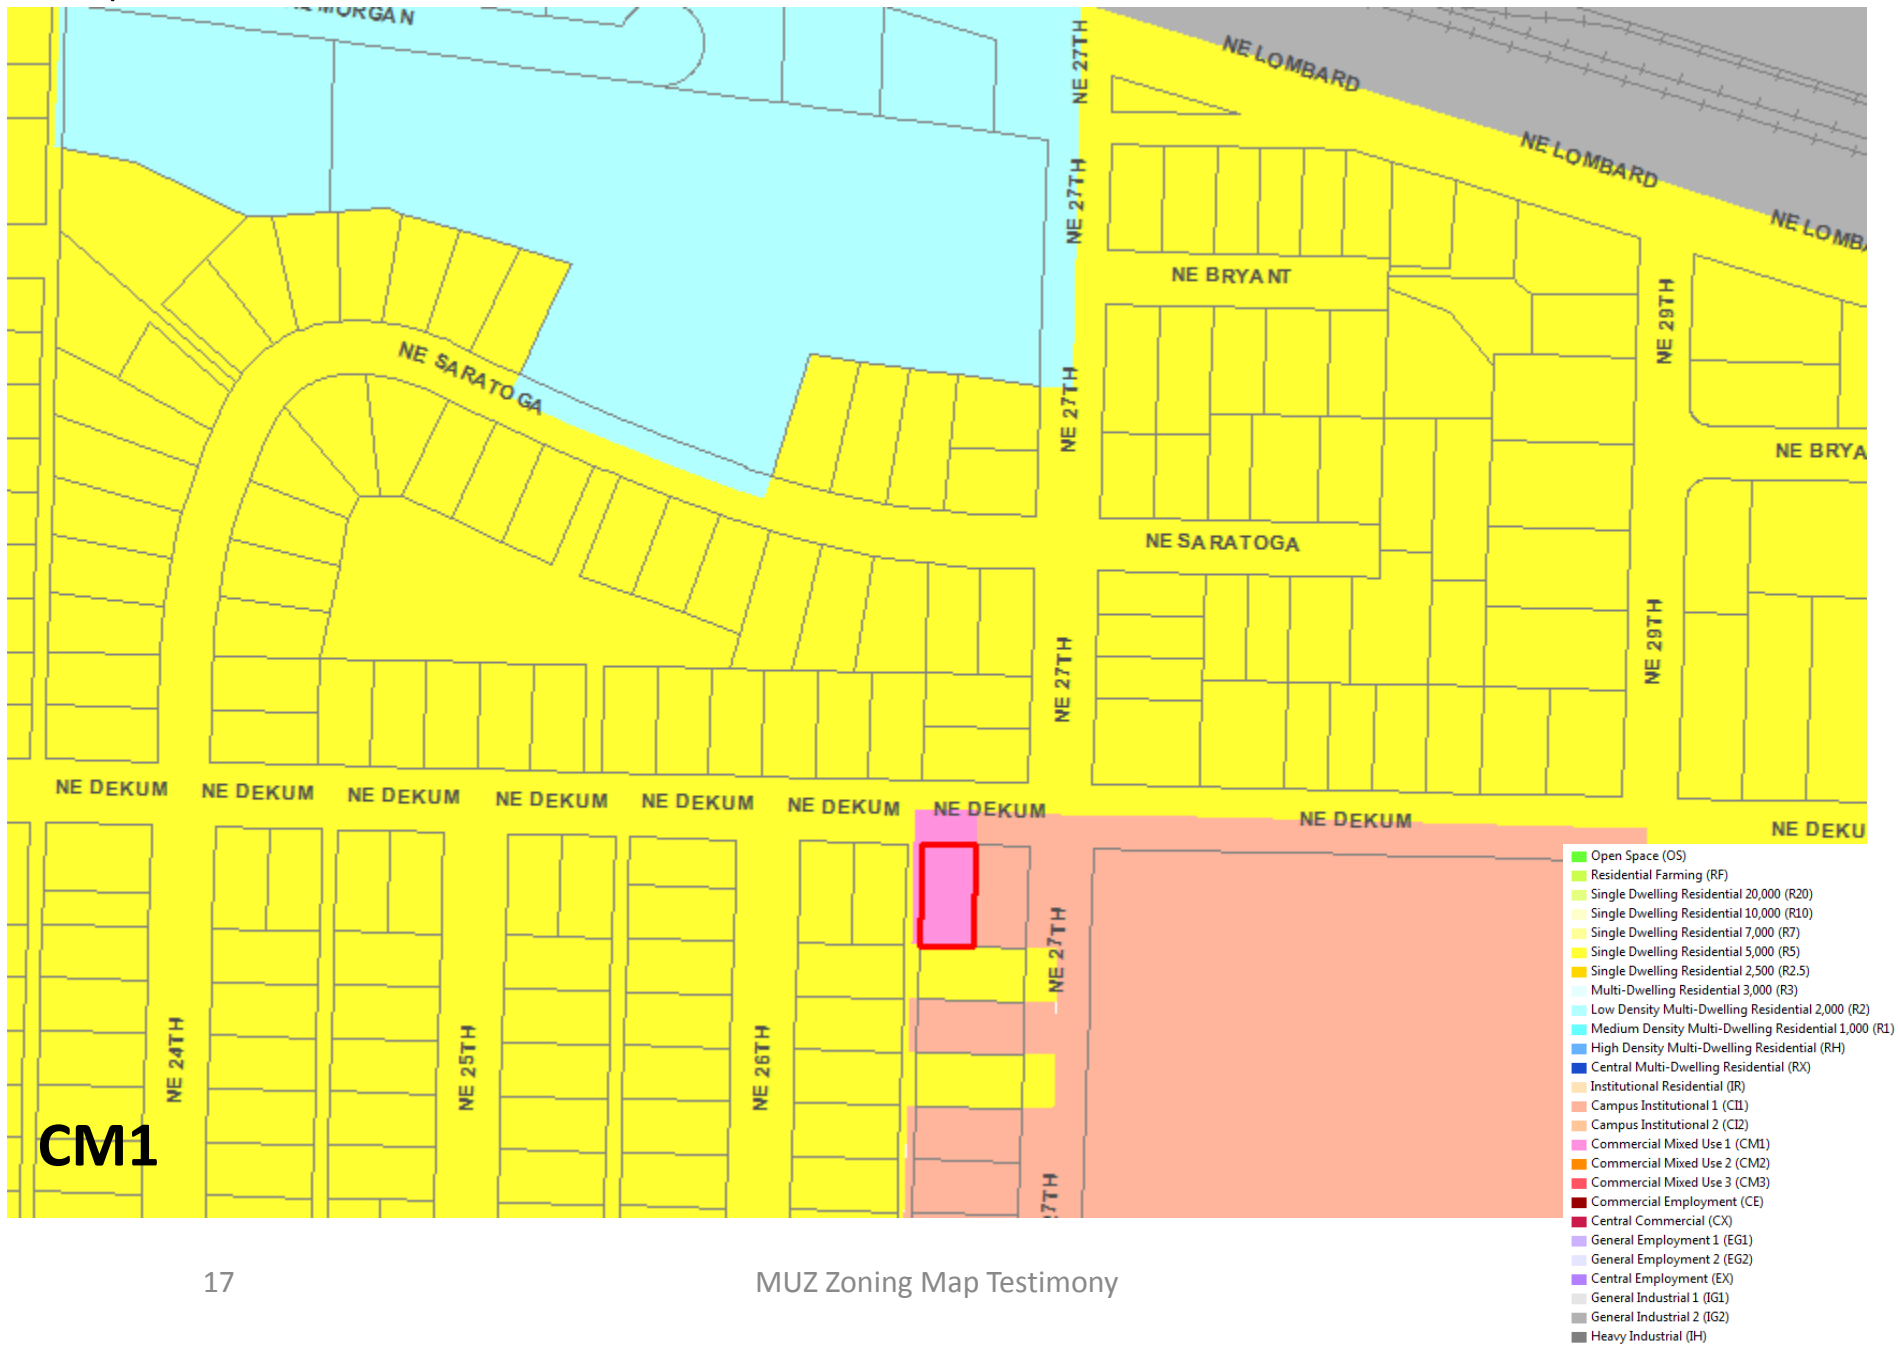 MORGAN
NE 27TH
NE LOMBARD
NE LOMBARD
NE 27TH
NE LOMBA
NE BRYANT
NE 29TH
NE SARATOGA
NE 27TH
NE BRYA
NE SARATOGA
NE 27TH
NE 29TH
NE DEKUM
NE DEKUM
NE DEKUM
NE DEKUM
NE DEKUM
NE DEKUM
NE DEKUM
NE DEKUM
NE DEKU
NE 27TH
NE 24TH
NE 25TH
NE 26TH
7TH
CM1
Open Space (OS)
Residential Farming (RF)
Single Dwelling Residential 20,000 (R20)
Single Dwelling Residential 10,000 (R10)
Single Dwelling Residential 7,000 (R7)
Single Dwelling Residential 5,000 (R5)
Single Dwelling Residential 2,500 (R2.5)
Multi-Dwelling Residential 3,000 (R3)
Low Density Multi-Dwelling Residential 2,000 (R2)
Medium Density Multi-Dwelling Residential 1,000 (R1)
High Density Multi-Dwelling Residential (RH)
Central Multi-Dwelling Residential (RX)
Institutional Residential (IR)
Campus Institutional 1 (CI1)
Campus Institutional 2 (CI2)
Commercial Mixed Use 1 (CM1)
Commercial Mixed Use 2 (CM2)
Commercial Mixed Use 3 (CM3)
Commercial Employment (CE)
Central Commercial (CX)
General Employment 1 (EG1)
General Employment 2 (EG2)
Central Employment (EX)
General Industrial 1 (IG1)
General Industrial 2 (IG2)
Heavy Industrial (IH)
17
MUZ Zoning Map Testimony